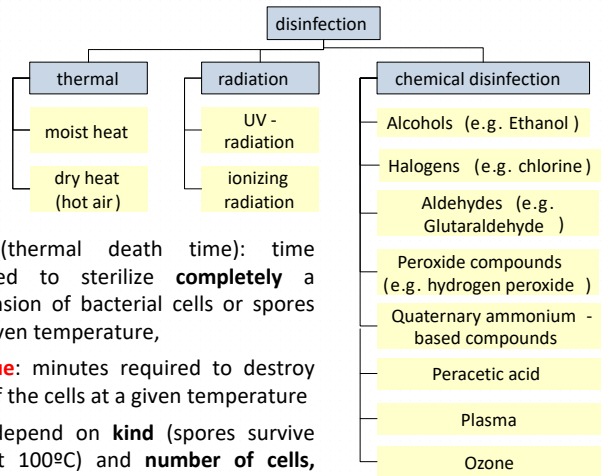 disinfection
thermal
moist heat
dry heat
(hot air)
radiation
UV -
radiation
ionizing
radiation
chemical disinfection
Alcohols (e.g. Ethanol )
Halogens (e.g. chlorine)
Aldehydes (e.g.
Glutaraldehyde )
Peroxide compounds
(e.g. hydrogen peroxide )
Quaternary ammonium -
based compounds
Peracetic acid
Plasma
Ozone
(thermal death time): time
to sterilize completely a
of bacterial cells or spores
temperature,
: minutes required to destroy
the cells at a given temperature
depend on kind (spores survive
100ºC) and number of cells,